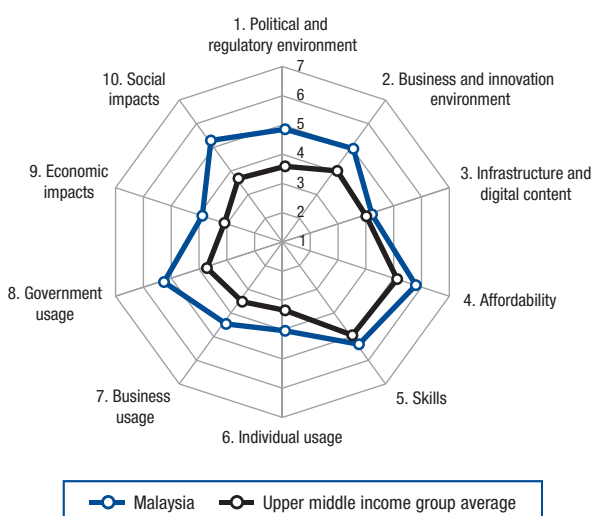 1. Political and
regulatory environment
7
10. Social
impacts
6
2. Business and innovation
environment
5
4
9. Economic
impacts
3
3. Infrastructure and
digital content
2
1
8. Government
usage
4. Affordability
7. Business
usage
5. Skills
6. Individual usage
Malaysia
Upper middle income group average